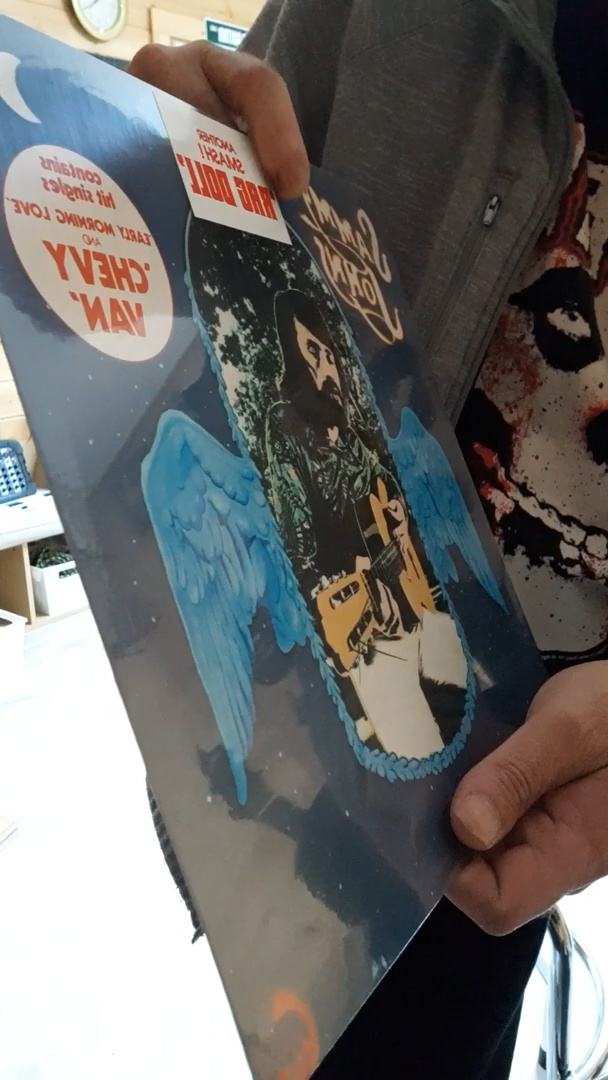 ANOTHER
SMASH!
'RAG DOLL'
contains
hit singles
'EARLY MORNING LOVE'
AND
'CHEVY
VAN'
Sammy
Johns